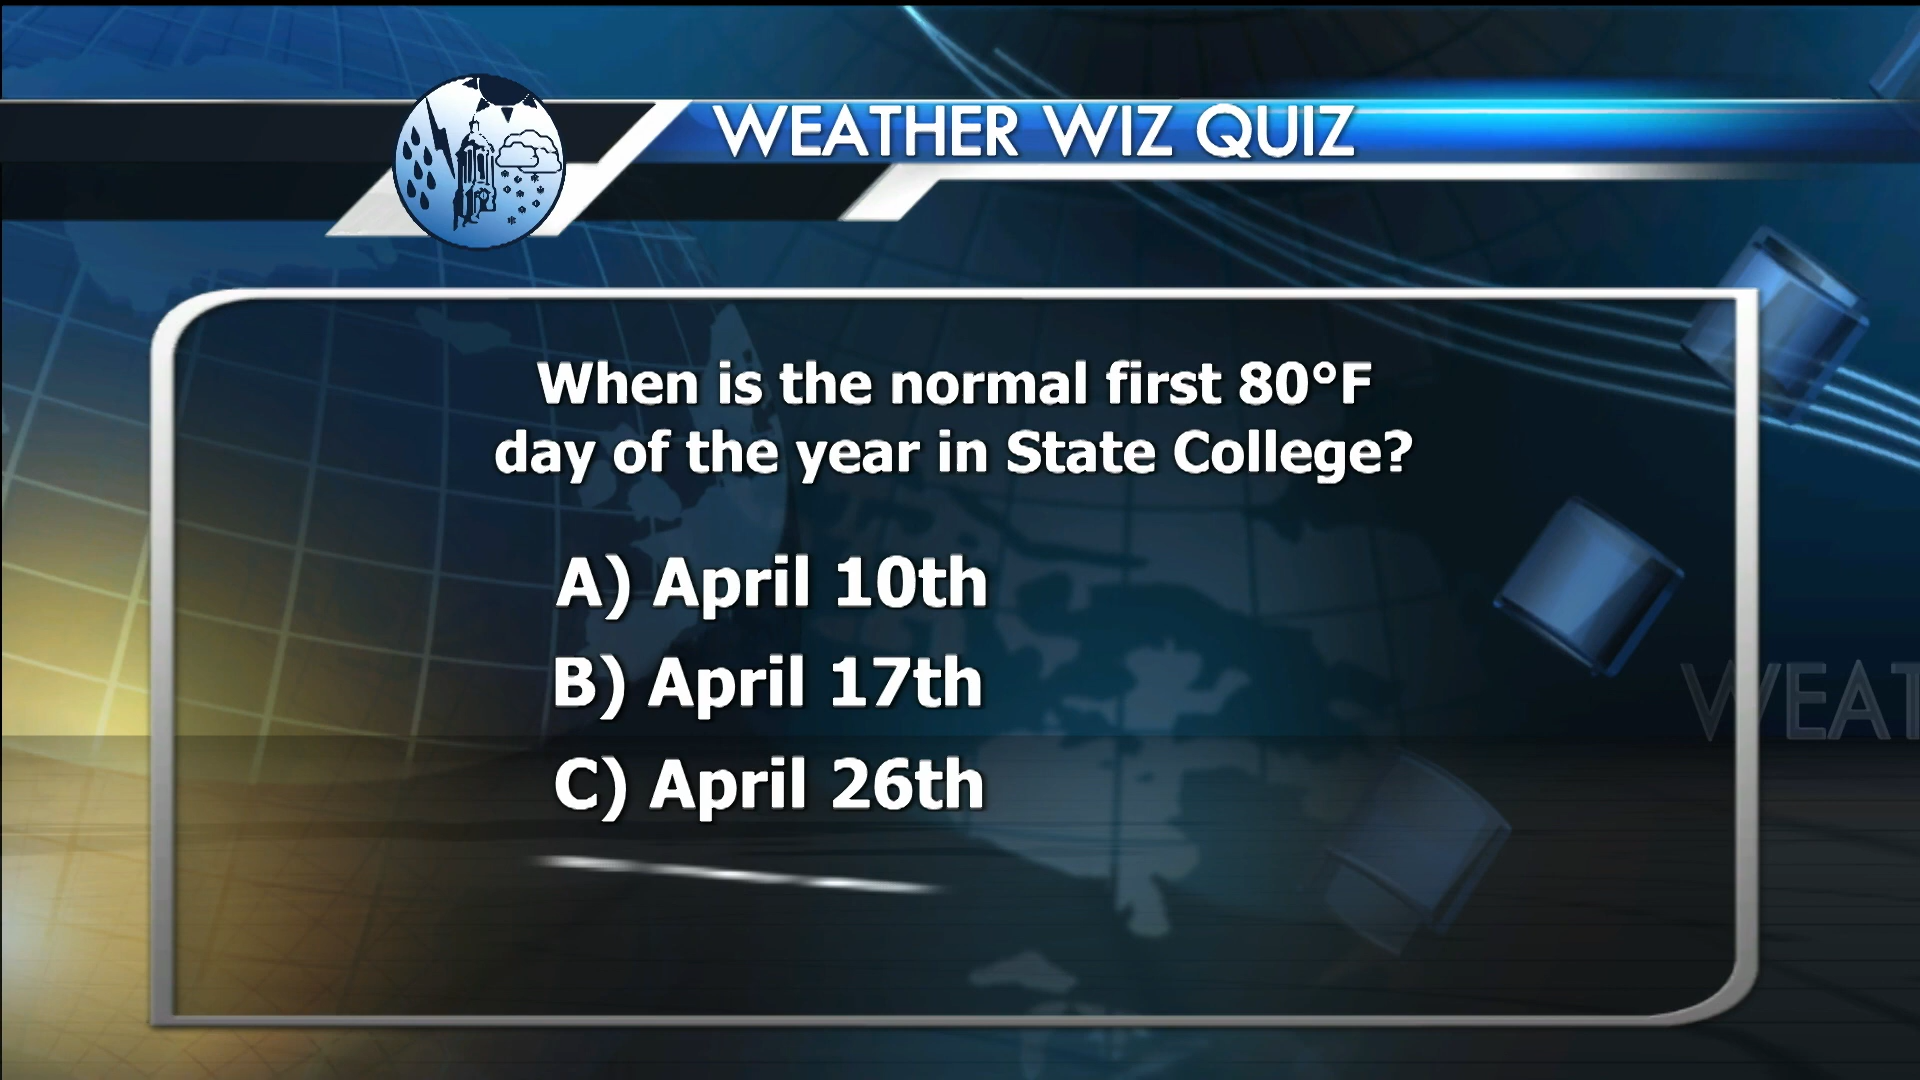 WEATHER WIZ QUIZ
When is the normal first 80°F
day of the year in State College?
A) April 10th
B) April 17th
C) April 26th
WEAT